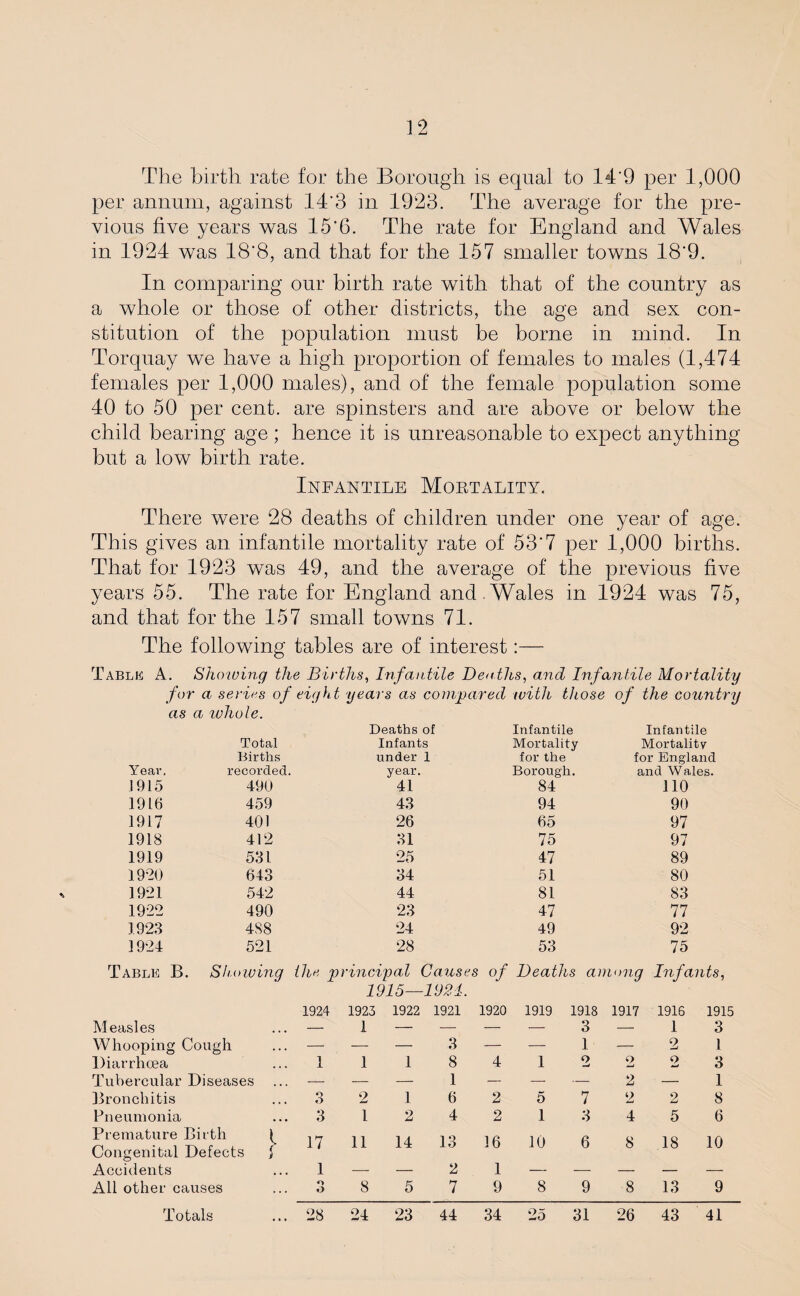 12
The birth rate for the Borough is equal to 14·9 per 1,000
per annum, against 14·3 in 1923. The average for the pre-
vious five years was 15·6. The rate for England and Wales
in 1924 was 18·8, and that for the 157 smaller towns 18·9.
In comparing our birth rate with that of the country as
a whole or those of other districts, the age and sex con-
stitution of the population must be borne in mind. In
Torquay we have a high proportion of females to males (1,474
females per 1,000 males), and of the female population some
40 to 50 per cent. are spinsters and are above or below the
child bearing age ; hence it is unreasonable to expect anything
but a low birth rate.
Infantile Mortality.
There were 28 deaths of children under one year of age.
This gives an infantile mortality rate of 53·7 per 1,000 births.
That for 1923 was 49, and the average of the previous five
years 55. The rate for England and Wales in 1924 was 75,
and that for the 157 small towns 71.
The following tables are of interest :—
Table A. Showing the Births, Infantile Deaths, and Infantile Mortality
for a series of eight years as compared with those of the country
as a whole.
Deaths of Infantile Infantile
Total Infants Mortality Mortality
Births under 1 for the for England
Year. recorded. year. Borough. and Wales.
1915 490 41 84 110
1916 459 43 94 90
1917 401 26 65 97
1918 412 31 75 97
1919 531 25 47 89
1920 643 34 51 80
1921 542 44 81 83
1922 490 23 47 77
1923 488 24 49 92
1924 521 28 53 75
Table B. Showing the principal Causes of Deaths among Infants,
1915—1924.
1924 1923 1922 1921 1920 1919 1918 1917 1916 1915
Measles ... — 1 — — — — 3 — 1 3
Whooping Cough ... — — — 3 — — 1 — 2 1
Diarrhœa ... 1 1 1 8 4 1 2 2 2 3
Tubercular Diseases ... — — — 1 — — — 2 — 1
Bronchitis ... 3 2 1 6 2 5 7 2 2 8
Pneumonia ... 3 1 2 4 2 1 3 4 5 6
Premature Birth }
Congenital Defects } 17 11 14 13 16 10 6 8 18 10
Accidents ... 1 — — 2 1 — — — — —
All other causes ... 3 8 5 7 9 8 9 8 13 9
Totals ... 28 24 23 44 34 25 31 26 43 41